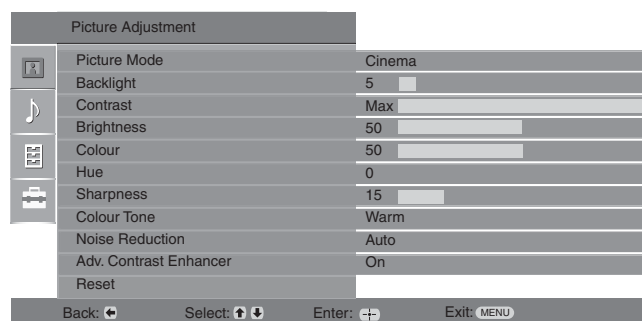 Picture Adjustment
Picture Mode Cinema
Backlight 5
Contrast Max
Brightness 50
Colour 50
Hue 0
Sharpness 15
Colour Tone Warm
Noise Reduction Auto
Adv. Contrast Enhancer On
Reset
Back: Select: Enter: Exit: MENU